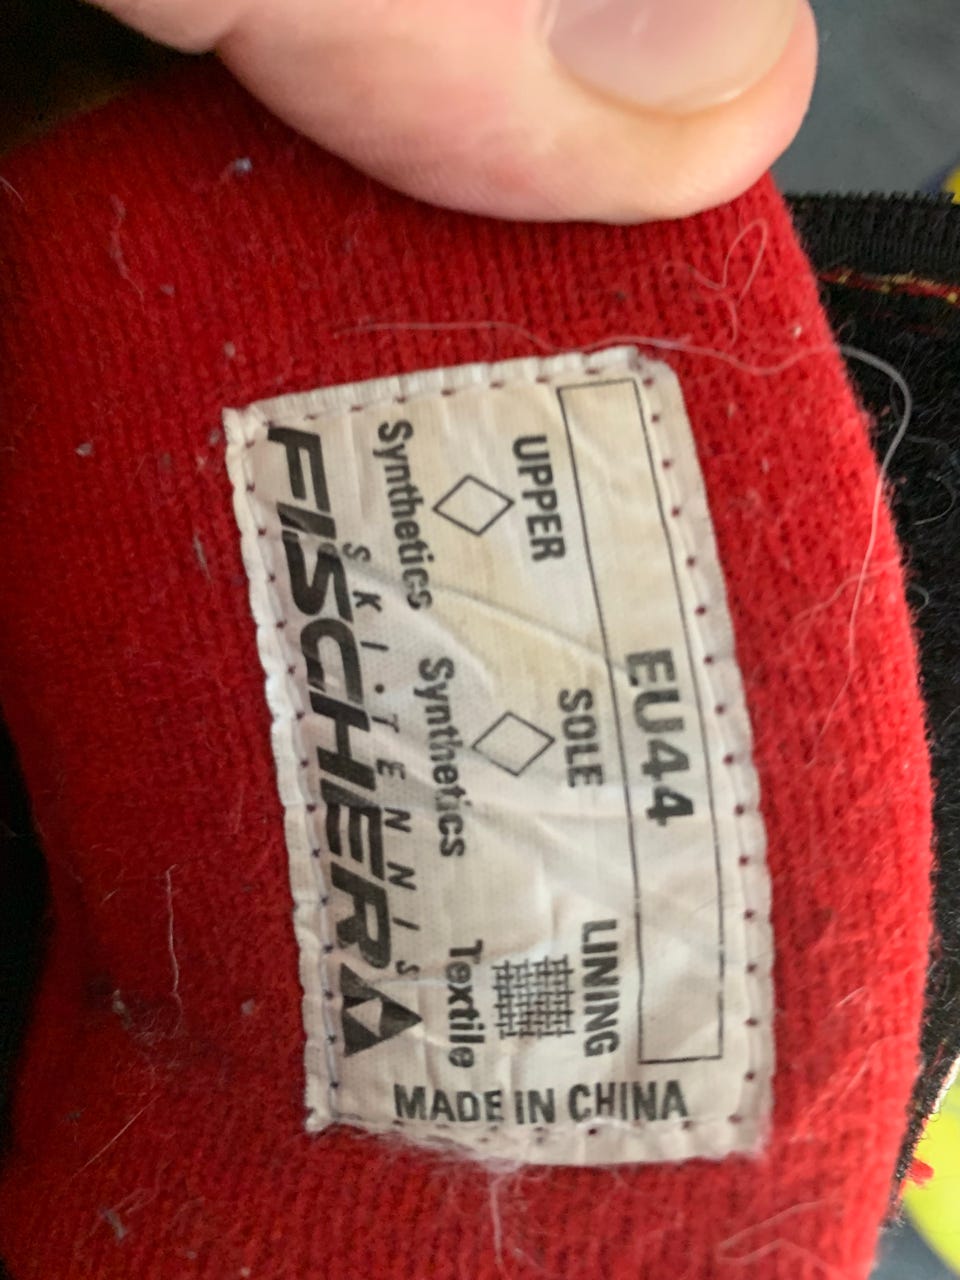 EU44
UPPER SOLE LINING
Synthetics Synthetics Textile
SKI·TENNIS
FISCHER
MADE IN CHINA